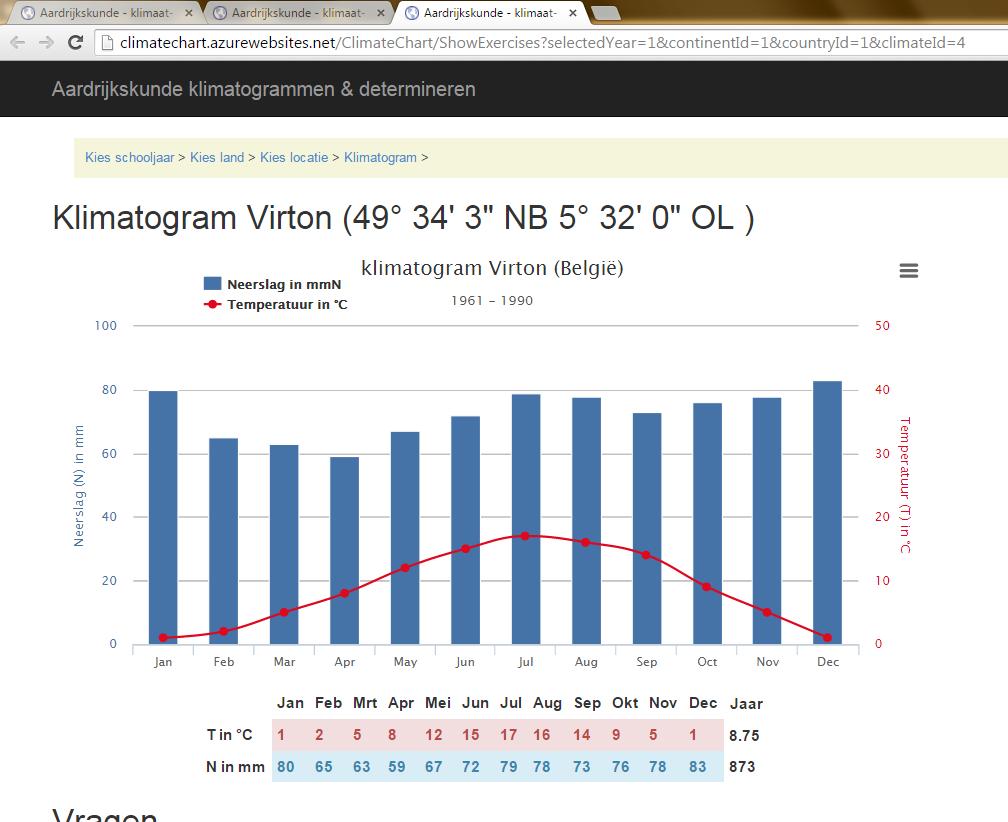 Aardrijkskunde - klimaat- Aardrijkskunde - klimaat- Aardrijkskunde - klimaat-
climatechart.azurewebsites.net/ClimateChart/ShowExercises?selectedYear=1&continentId=1&countryId=1&climateId=4
Aardrijkskunde klimatogrammen & determineren
Kies schooljaar > Kies land > Kies locatie > Klimatogram >
Klimatogram Virton (49° 34' 3" NB 5° 32' 0" OL )
klimatogram Virton (België)
1961 – 1990
Neerslag in mmN
Temperatuur in °C
Neerslag (N) in mm
100
80
60
40
20
0
Temperatuur (T) in °C
50
40
30
20
10
0
Jan Feb Mar Apr May Jun Jul Aug Sep Oct Nov Dec
Jan Feb Mrt Apr Mei Jun Jul Aug Sep Okt Nov Dec Jaar
T in °C 1 2 5 8 12 15 17 16 14 9 5 1 8.75
N in mm 80 65 63 59 67 72 79 78 73 76 78 83 873
Vragen